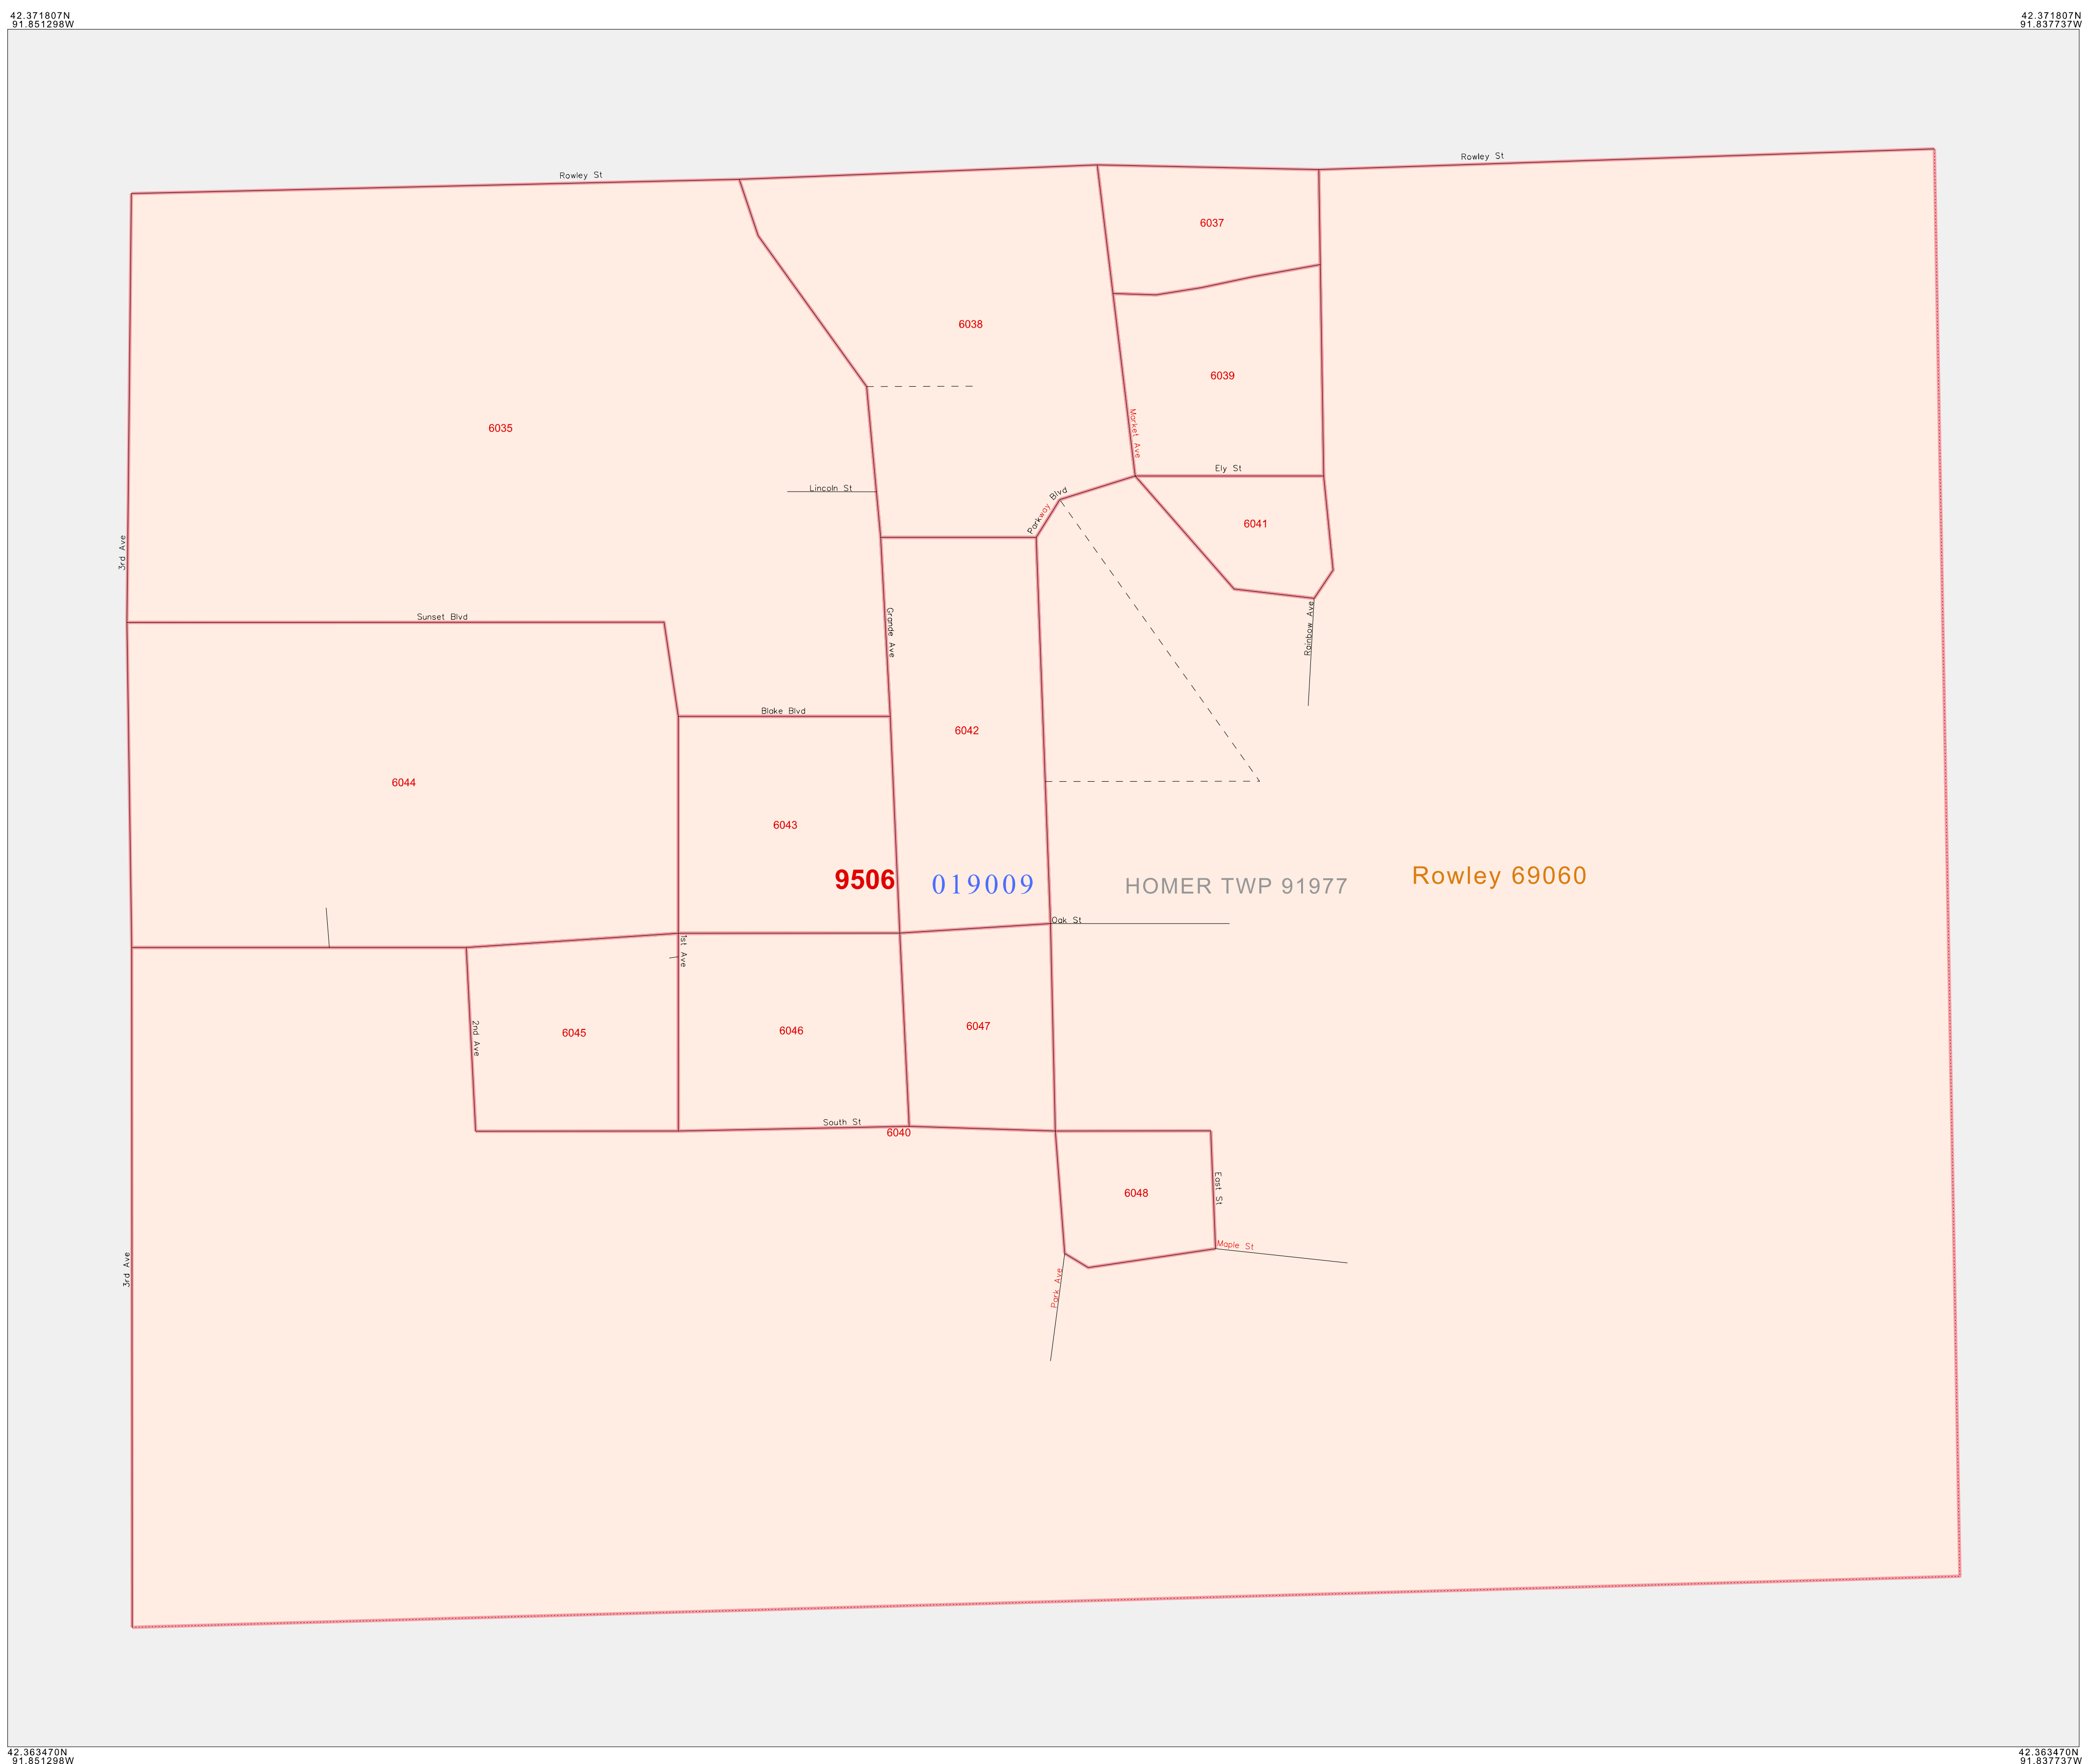 42.371807N
91.851298W
42.371807N
91.837737W
Rowley St
Rowley St
6037
6038
6039
Market Ave
6035
Ely St
Lincoln St
Parkway Blvd
6041
3rd Ave
Rainbow Ave
Sunset Blvd
Grande Ave
Blake Blvd
6042
6044
6043
9506
019009
HOMER TWP 91977
Rowley 69060
Oak St
1st Ave
2nd Ave
6045
6046
6047
South St
6040
6048
East St
Maple St
3rd Ave
Park Ave
42.363470N
91.851298W
42.363470N
91.837737W